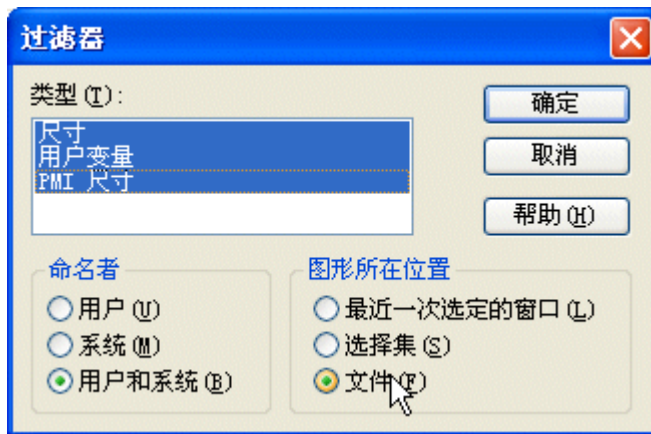 过滤器
类型(T):
尺寸
用户变量
PMI 尺寸
确定
取消
帮助(H)
命名者
用户(U)
系统(M)
用户和系统(B)
图形所在位置
最近一次选定的窗口(L)
选择集(S)
文件(F)